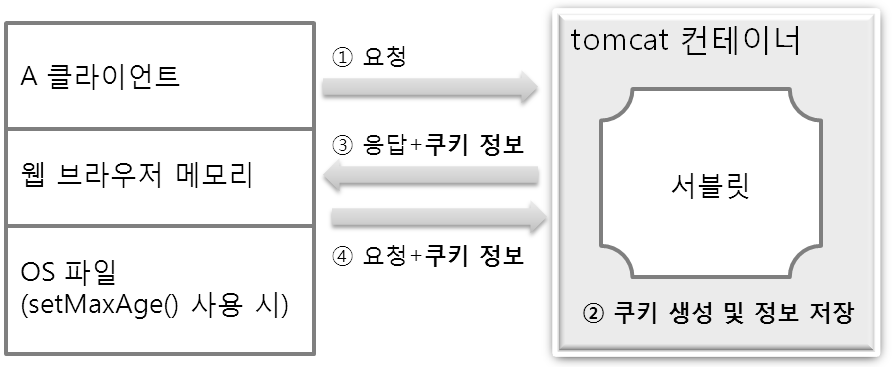 A 클라이언트
웹 브라우저 메모리
OS 파일
(setMaxAge() 사용 시)
① 요청
③ 응답+쿠키 정보
④ 요청+쿠키 정보
tomcat 컨테이너
서블릿
② 쿠키 생성 및 정보 저장